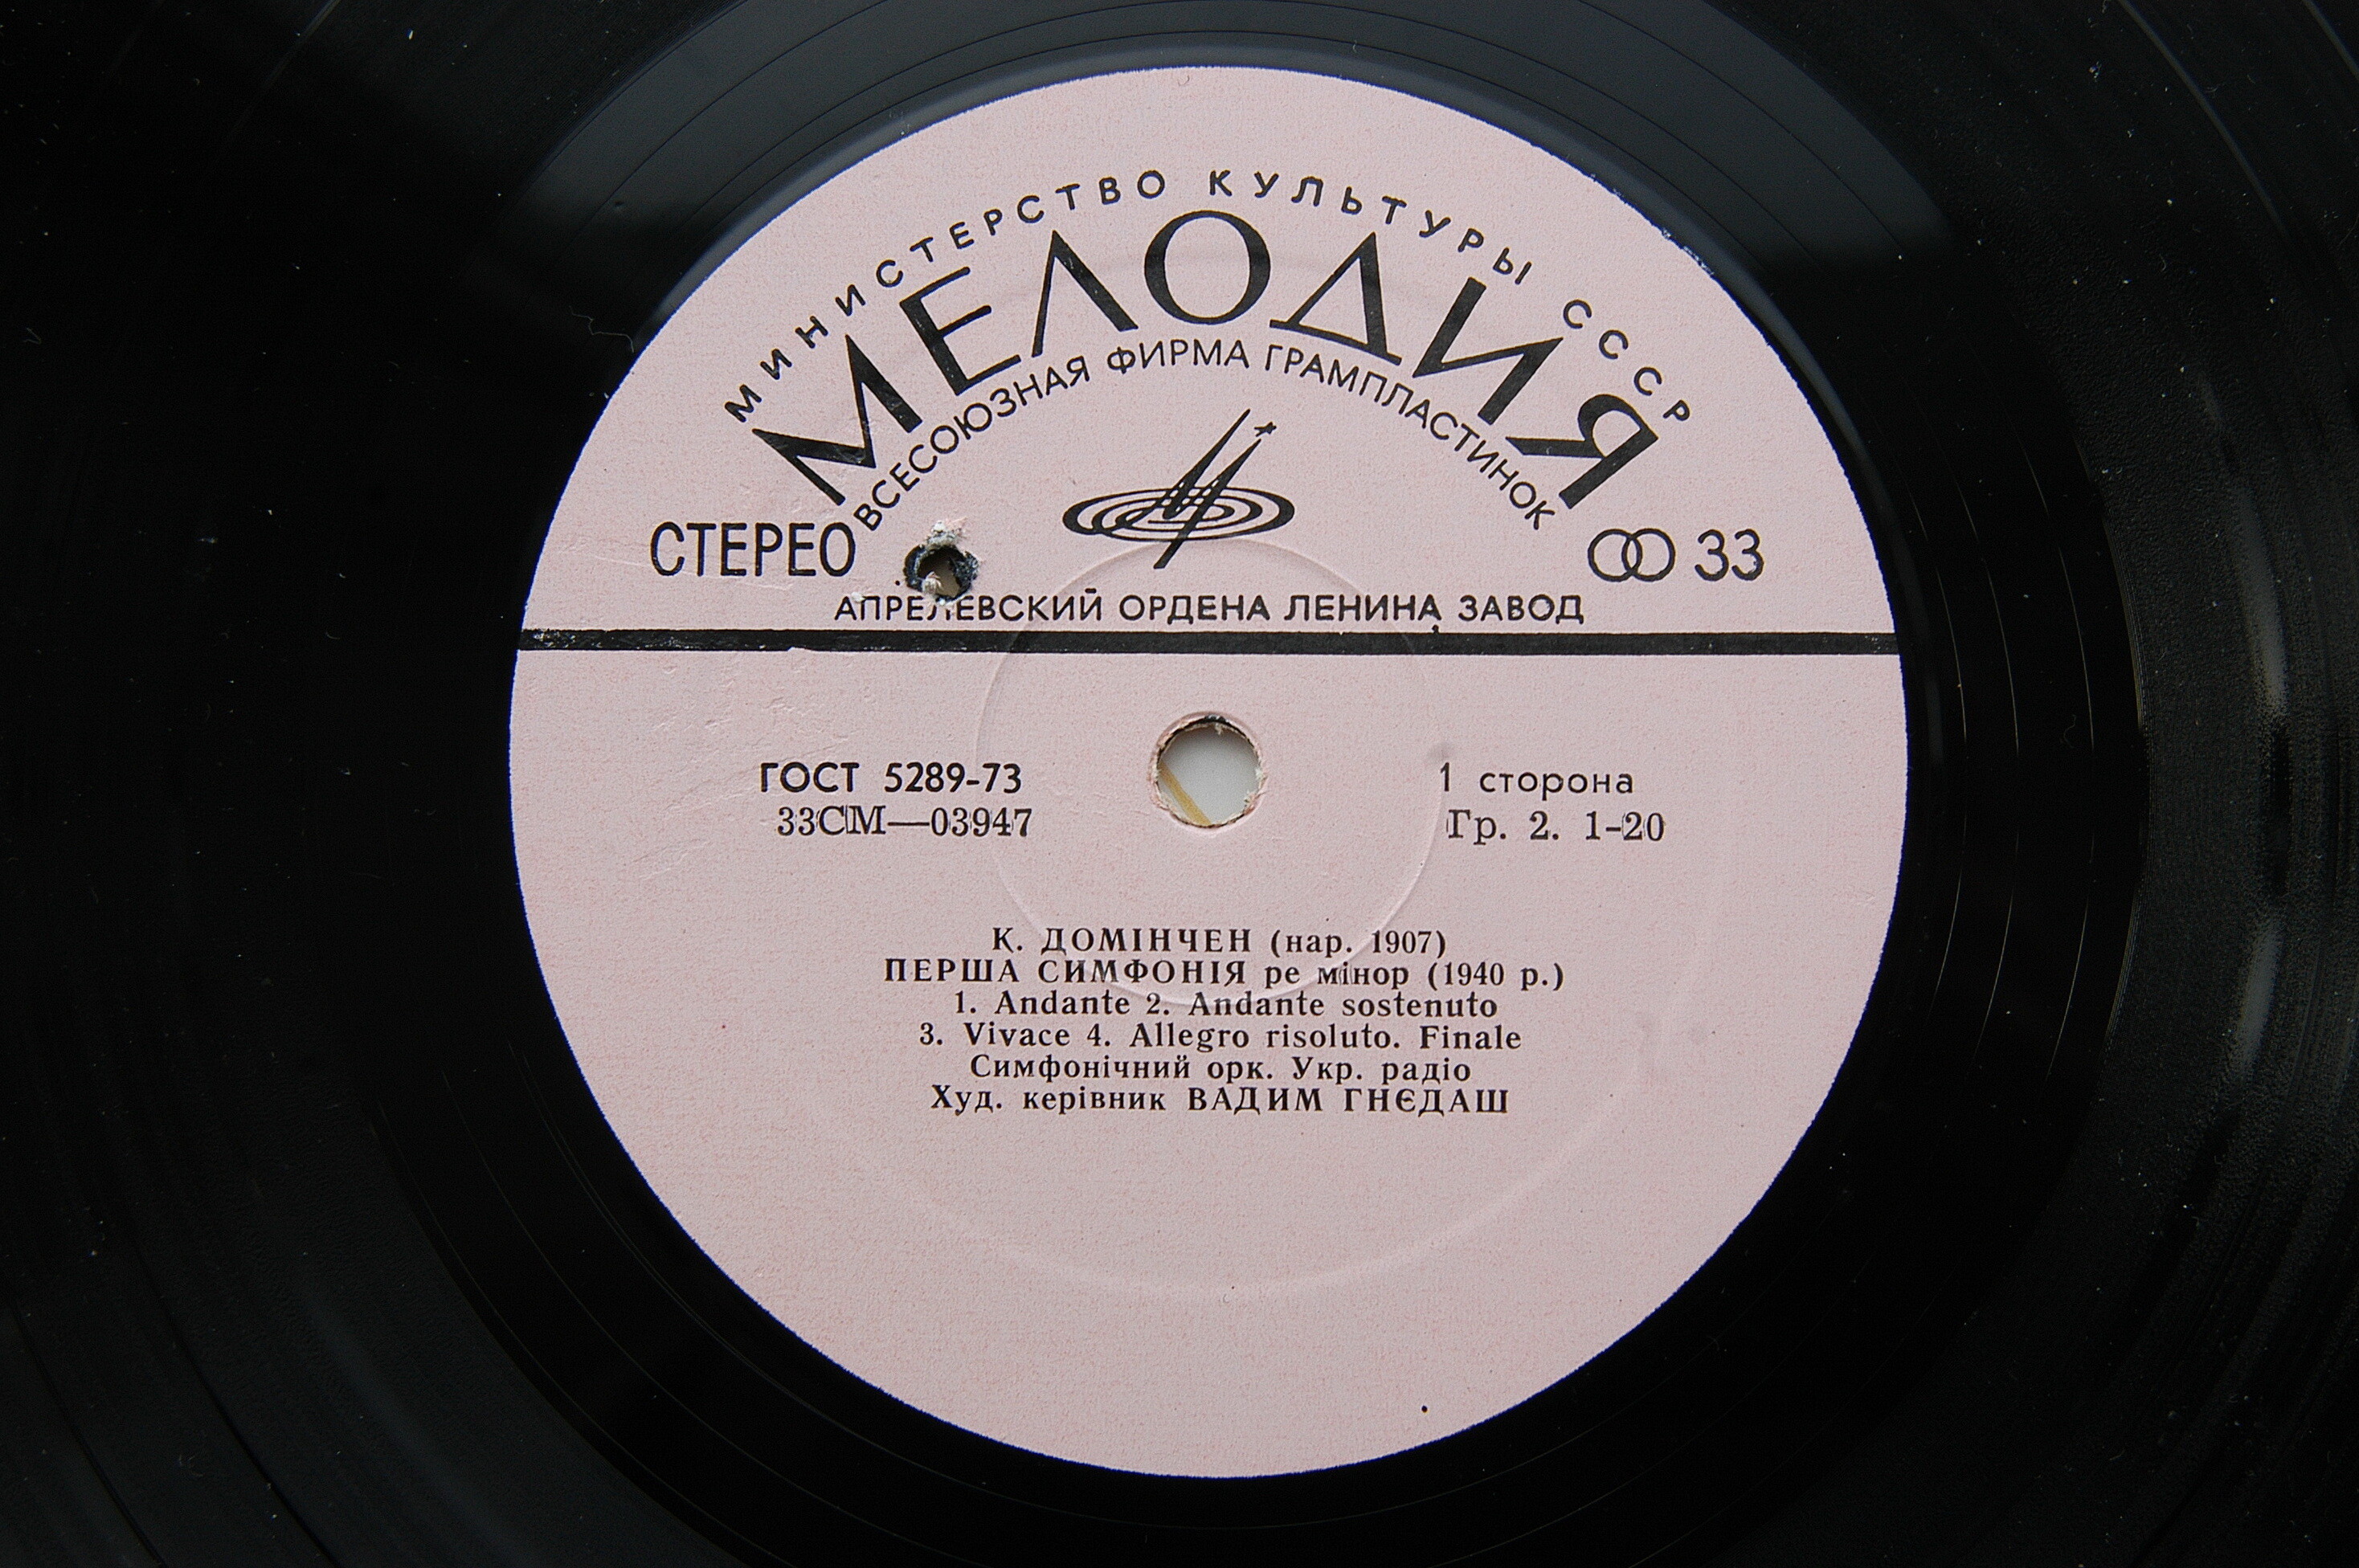 МИНИСТЕРСТВО КУЛЬТУРЫ СССР
МЕЛОДИЯ
ВСЕСОЮЗНАЯ ФИРМА ГРАМПЛАСТИНОК
СТЕРЕО
33
АПРЕЛЕВСКИЙ ОРДЕНА ЛЕНИНА ЗАВОД
ГОСТ 5289-73
33СМ—03947
1 сторона
Гр. 2. 1-20
К. ДОМІНЧЕН (нар. 1907)
ПЕРША СИМФОНІЯ ре мінор (1940 р.)
1. Andante 2. Andante sostenuto
3. Vivace 4. Allegro risoluto. Finale
Симфонічний орк. Укр. радіо
Худ. керівник ВАДИМ ГНЄДАШ